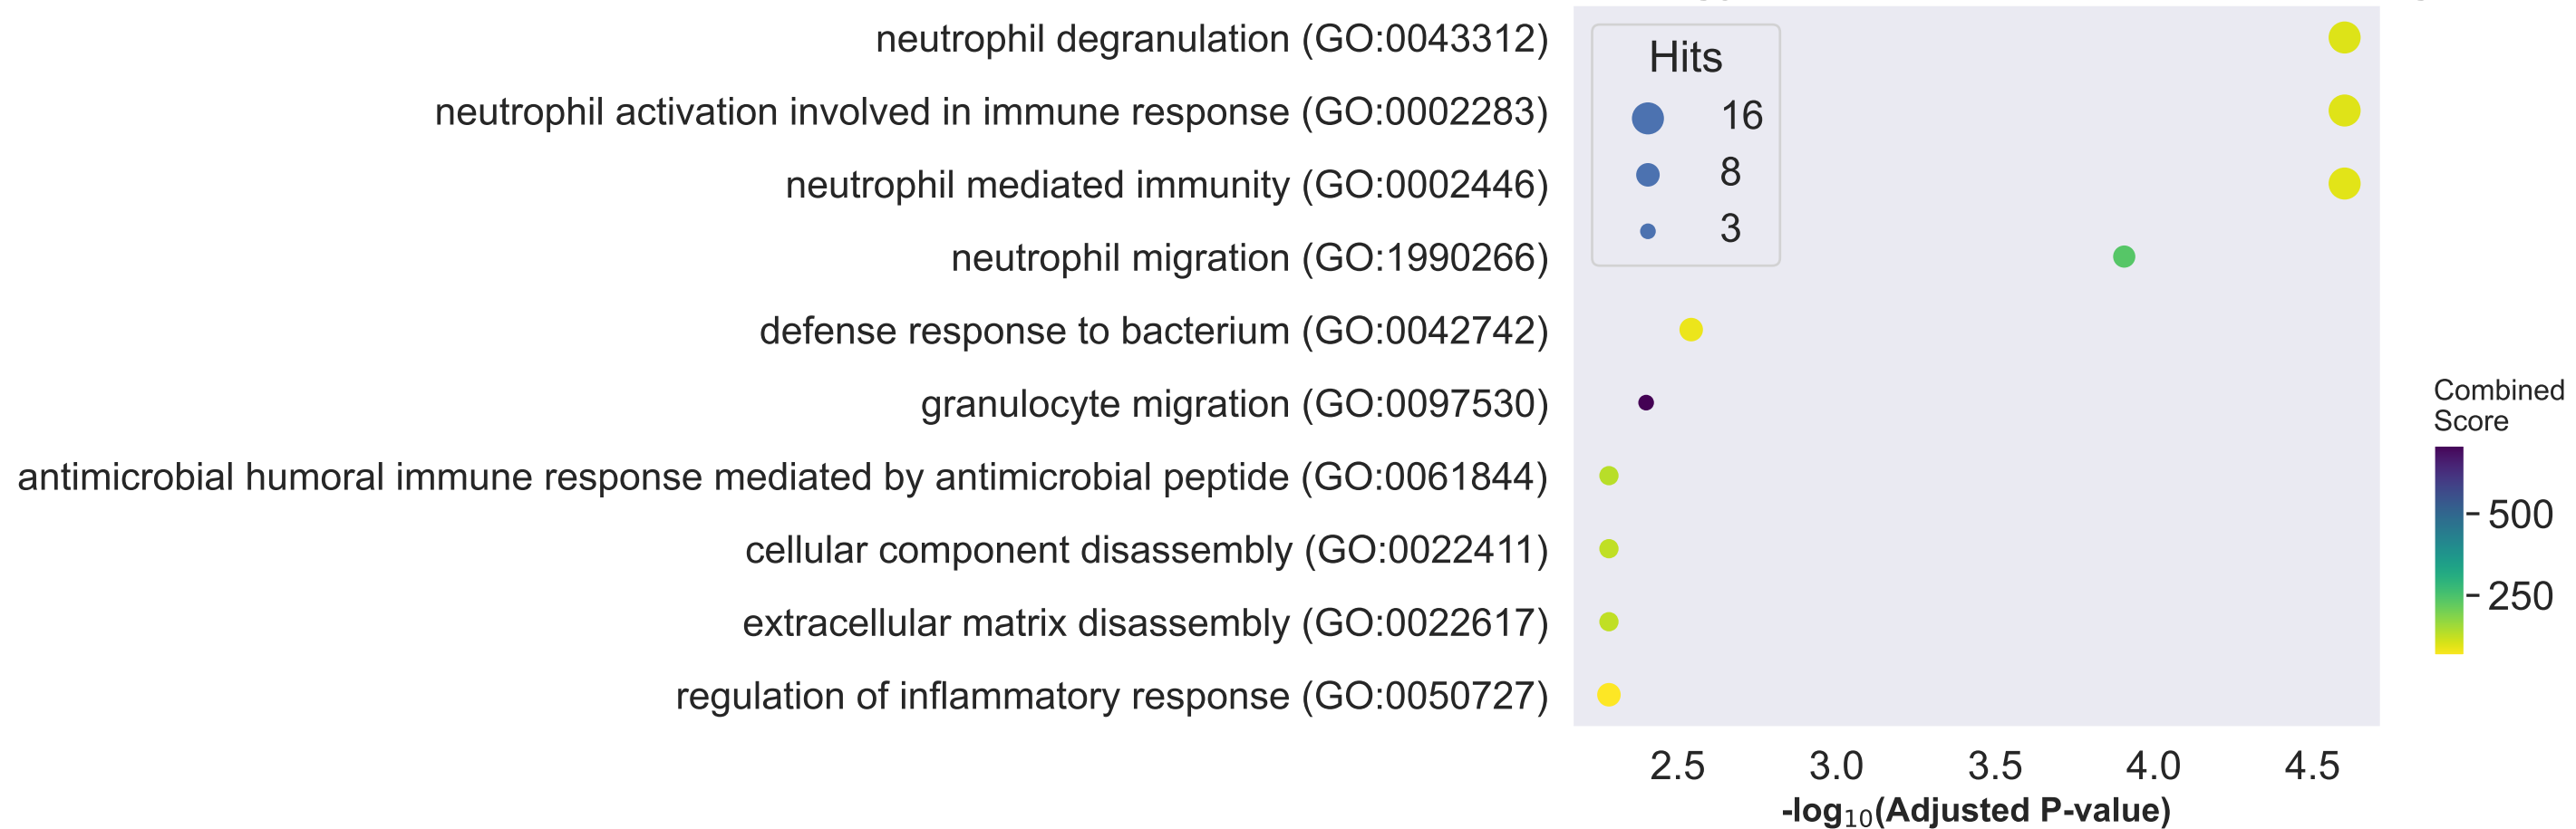 neutrophil degranulation (GO:0043312)
neutrophil activation involved in immune response (GO:0002283)
neutrophil mediated immunity (GO:0002446)
neutrophil migration (GO:1990266)
defense response to bacterium (GO:0042742)
granulocyte migration (GO:0097530)
antimicrobial humoral immune response mediated by antimicrobial peptide (GO:0061844)
cellular component disassembly (GO:0022411)
extracellular matrix disassembly (GO:0022617)
regulation of inflammatory response (GO:0050727)
Hits
16
8
3
2.5 3.0 3.5 4.0 4.5
-log₁₀(Adjusted P-value)
Combined
Score
500
250